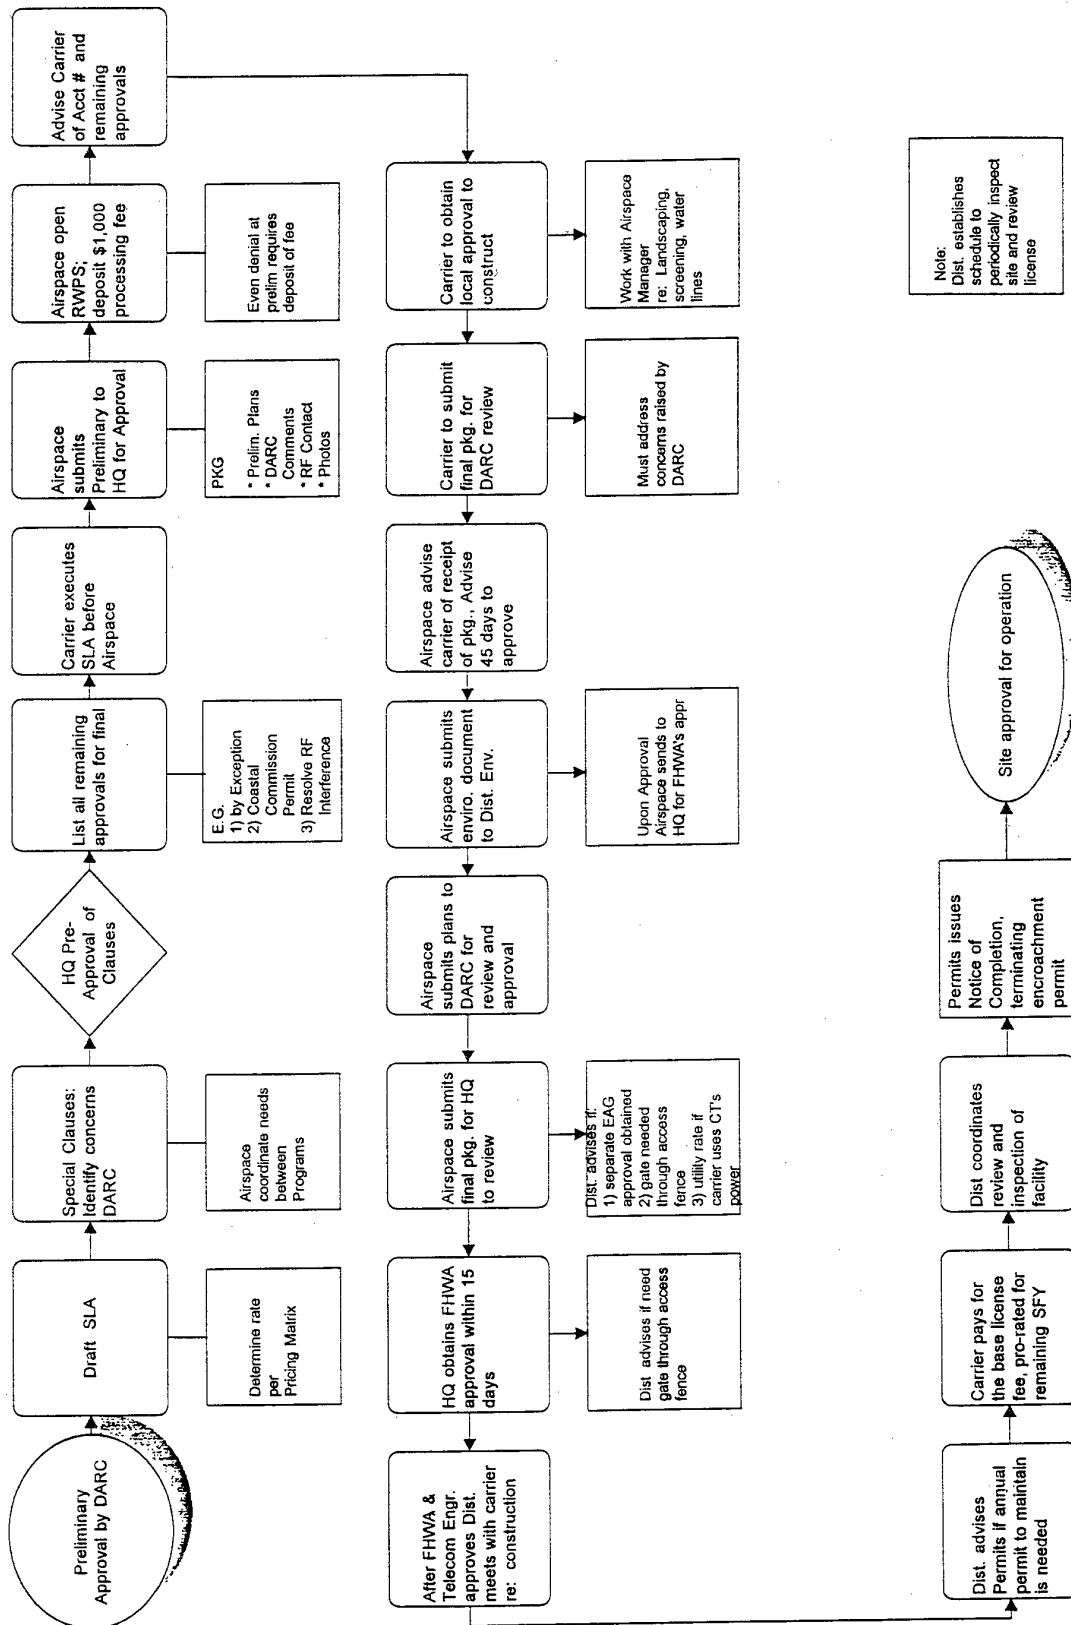 Preliminary
Approval by DARC
Draft SLA
Determine rate
per
Pricing Matrix
Special Clauses:
Identify concerns
DARC
Airspace
coordinate needs
between
Programs
HQ Pre-
Approval of
Clauses
List all remaining
approvals for final
E.G.
1) by Exception
2) Coastal
Commission
Permit
3) Resolve RF
Interference
Carrier executes
SLA before
Airspace
Airspace
submits
Preliminary to
HQ for Approval
PKG
* Prelim. Plans
* DARC
Comments
* RF Contact
* Photos
Airspace open
RWPS;
deposit $1,000
processing fee
Even denial at
prelim requires
deposit of fee
Advise Carrier
of Acct # and
remaining
approvals
Carrier to obtain
local approval to
construct
Work with Airspace
Manager
re: Landscaping,
screening, water
lines
Carrier to submit
final pkg. for
DARC review
Must address
concerns raised by
DARC
Airspace advise
carrier of receipt
of pkg., Advise
45 days to
approve
Airspace submits
enviro. document
to Dist. Env.
Upon Approval
Airspace sends to
HQ for FHWA's appr
Airspace
submits plans to
DARC for
review and
approval
Airspace submits
final pkg. for HQ
to review
Dist. advises if:
1) separate EAG
approval obtained
2) gate needed
through access
fence
3) utility rate if
carrier uses CT's
power
HQ obtains FHWA
approval within 15
days
Dist advises if need
gate through access
fence
After FHWA &
Telecom Engr.
approves Dist.
meets with carrier
re: construction
Dist. advises
Permits if annual
permit to maintain
is needed
Carrier pays for
the base license
fee, pro-rated for
remaining SFY
Dist coordinates
review and
inspection of
facility
Permits issues
Notice of
Completion,
terminating
encroachment
permit
Site approval for operation
Note:
Dist. establishes
schedule to
periodically inspect
site and review
license